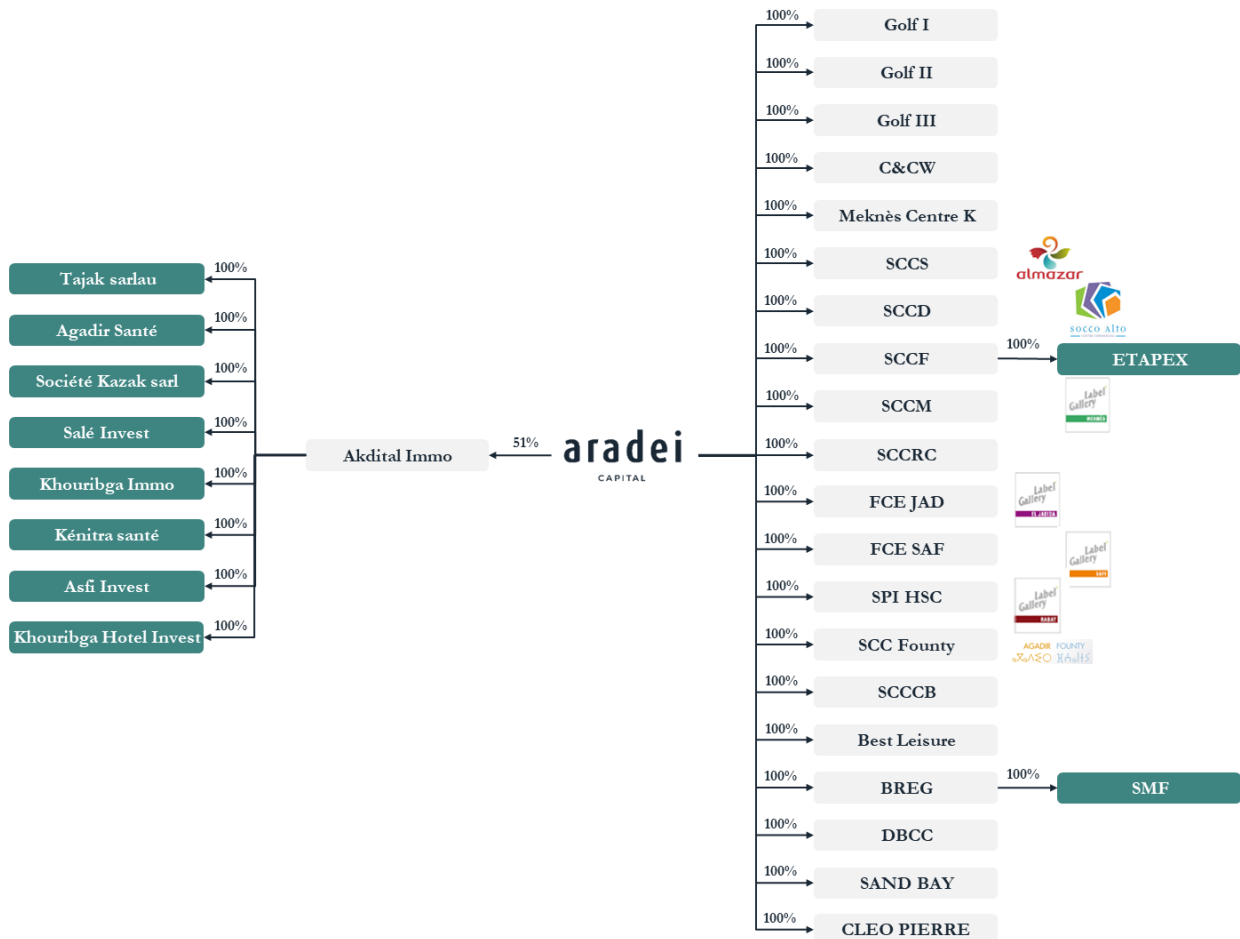 100%
Golf I
100%
Golf II
100%
Golf III
100%
C&CW
100%
Meknès Centre K
100%
SCCS
almazar
100%
SCCD
SOCCO ALTO
100%
SCCF
100%
ETAPEX
100%
SCCM
Label
Gallery
MEKNÈS
100%
SCCRC
100%
FCE JAD
Label
Gallery
EL JADIDA
100%
FCE SAF
Label
Gallery
SAFI
100%
SPI HSC
Label
Gallery
RABAT
100%
SCC Founty
AGADIR FOUNTY
100%
SCCCB
100%
Best Leisure
100%
BREG
100%
SMF
100%
DBCC
100%
SAND BAY
100%
CLEO PIERRE
aradei
CAPITAL
51%
Akdital Immo
100%
Tajak sarlau
100%
Agadir Santé
100%
Société Kazak sarl
100%
Salé Invest
100%
Khouribga Immo
100%
Kénitra santé
100%
Asfi Invest
100%
Khouribga Hotel Invest